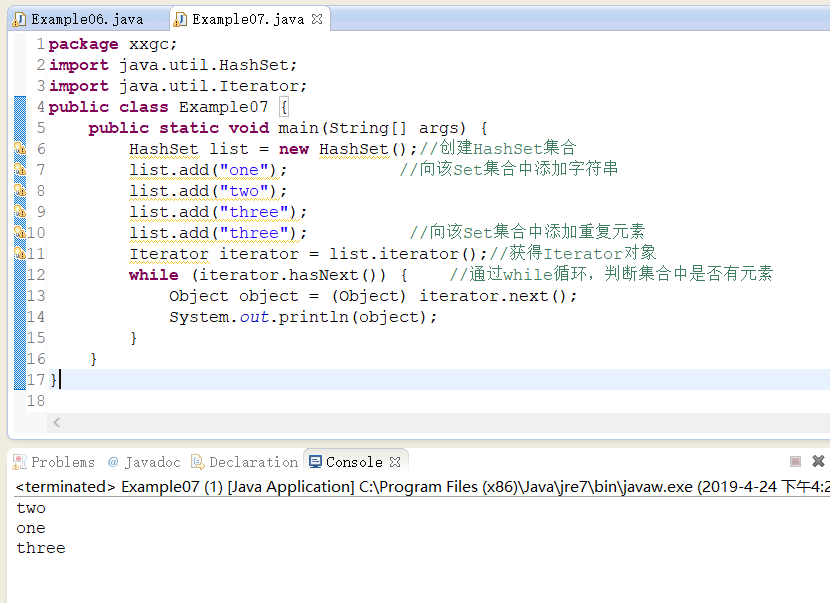 Example06.java Example07.java
1 package xxgc;
2 import java.util.HashSet;
3 import java.util.Iterator;
4 public class Example07 {
5 public static void main(String[] args) {
6 HashSet list = new HashSet();//创建HashSet集合
7 list.add("one"); //向该Set集合中添加字符串
8 list.add("two");
9 list.add("three");
10 list.add("three"); //向该Set集合中添加重复元素
11 Iterator iterator = list.iterator();//获得Iterator对象
12 while (iterator.hasNext()) { //通过while循环，判断集合中是否有元素
13 Object object = (Object) iterator.next();
14 System.out.println(object);
15 }
16 }
17 }
18
Problems @ Javadoc Declaration Console
<terminated> Example07 (1) [Java Application] C:\Program Files (x86)\Java\jre7\bin\javaw.exe (2019-4-24 下午4:2
two
one
three